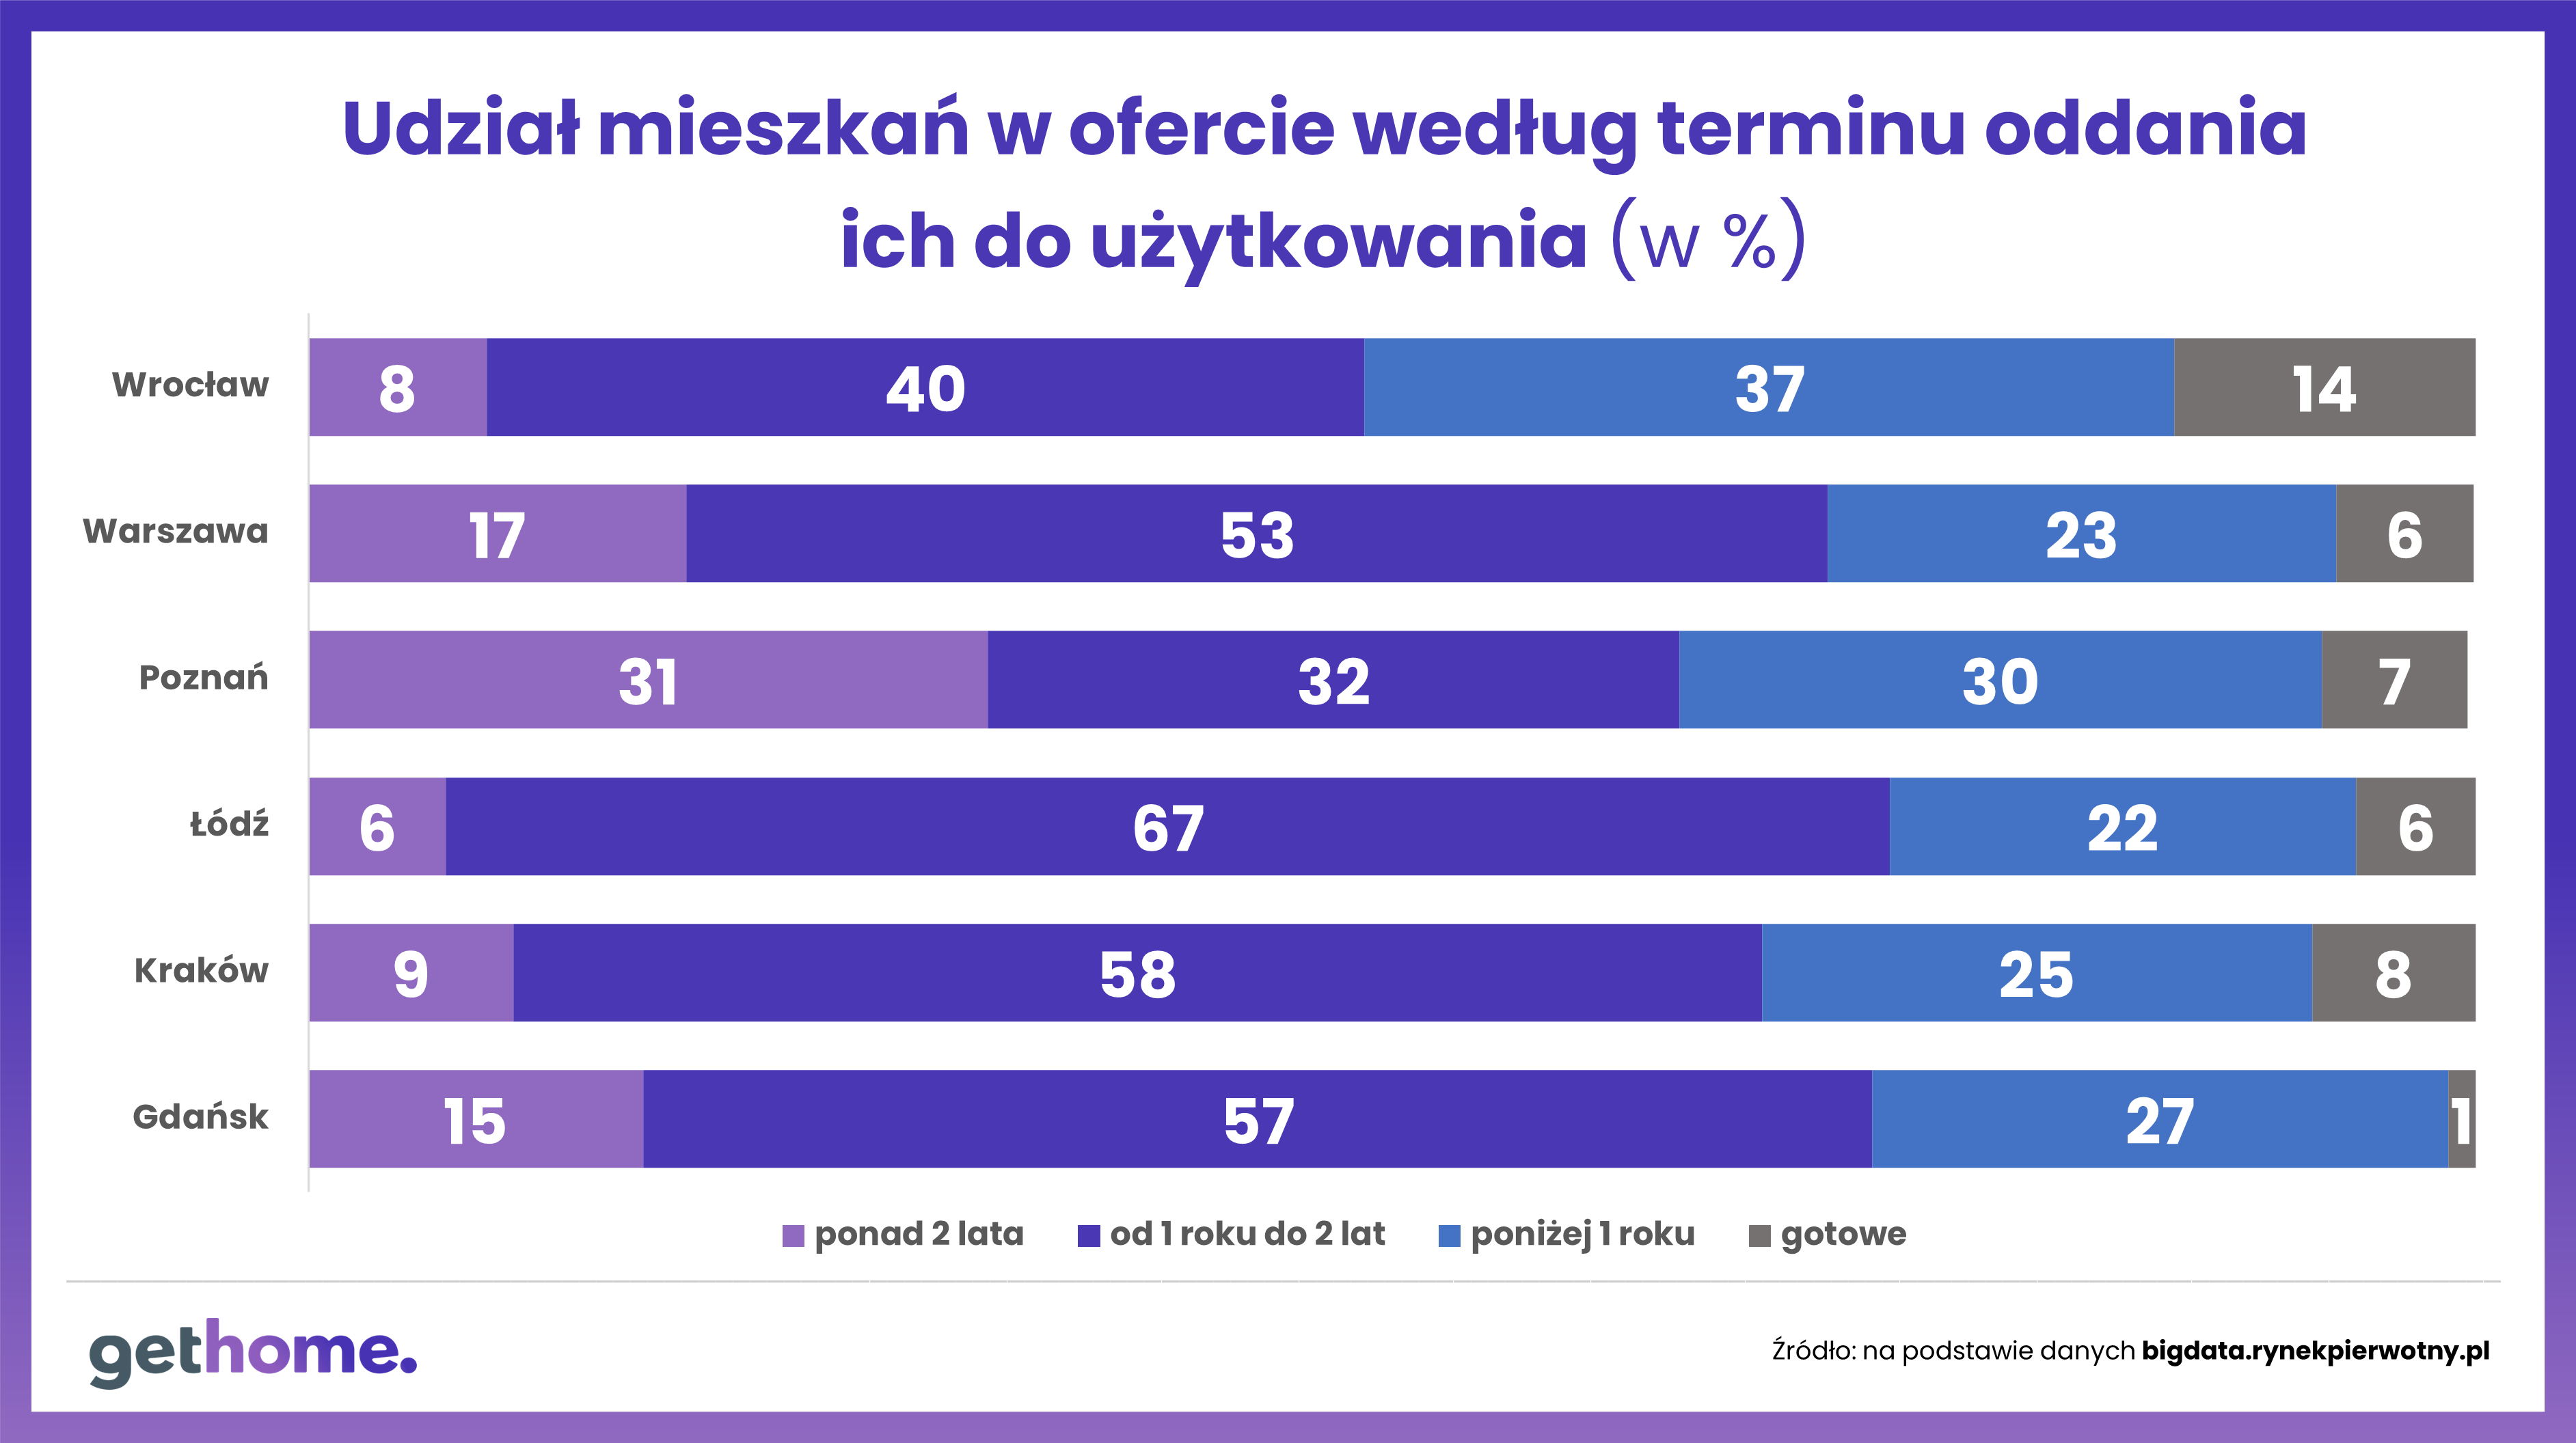 Udział mieszkań w ofercie według terminu oddania
ich do użytkowania (w %)
Wrocław 8 40 37 14
Warszawa 17 53 23 6
Poznań 31 32 30 7
Łódź 6 67 22 6
Kraków 9 58 25 8
Gdańsk 15 57 27 1
ponad 2 lata od 1 roku do 2 lat poniżej 1 roku gotowe
gethome.
Źródło: na podstawie danych bigdata.rynekpierwotny.pl